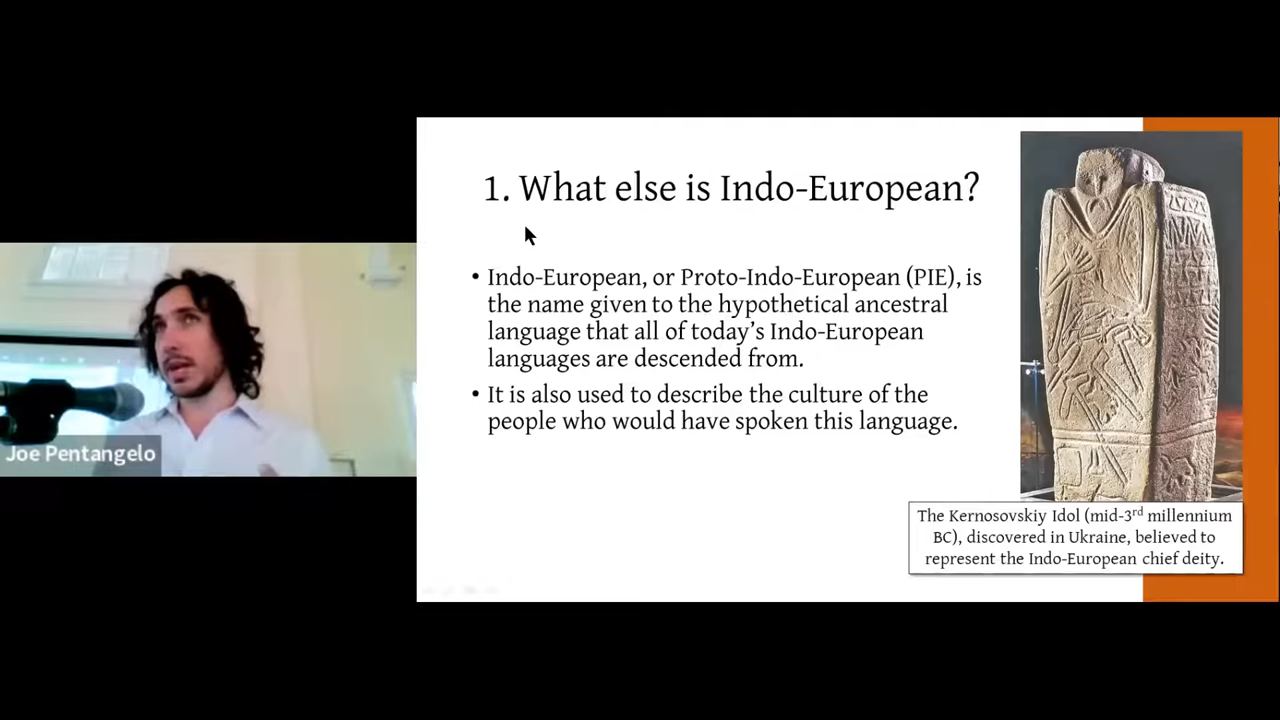 1. What else is Indo-European?
• Indo-European, or Proto-Indo-European (PIE), is
the name given to the hypothetical ancestral
language that all of today's Indo-European
languages are descended from.
• It is also used to describe the culture of the
people who would have spoken this language.
The Kernosovskiy Idol (mid-3rd millennium
BC), discovered in Ukraine, believed to
represent the Indo-European chief deity.
Joe Pentangelo